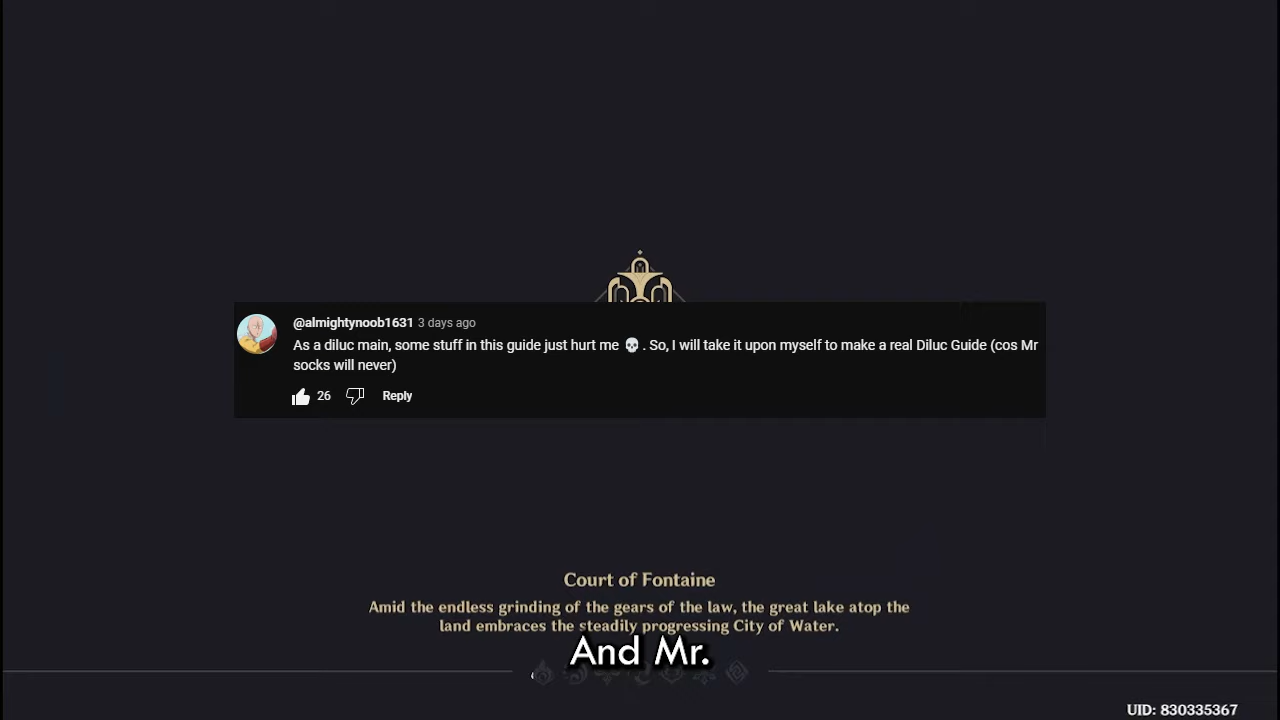 @almightynoob1631 3 days ago
As a diluc main, some stuff in this guide just hurt me 💀 . So, I will take it upon myself to make a real Diluc Guide (cos Mr
socks will never)
26 Reply
Court of Fontaine
Amid the endless grinding of the gears of the law, the great lake atop the
land embraces the steadily progressing City of Water.
And Mr.
UID: 830335367